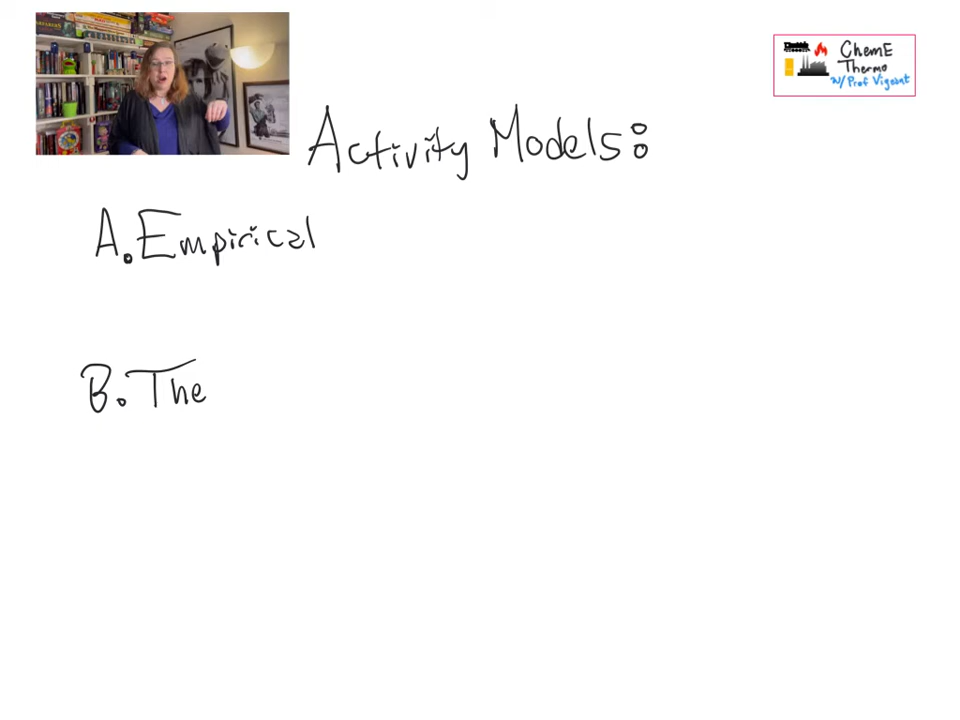 ChemE
Thermo
w/ Prof Vigeant
Activity Models:
A. Empirical
B. The